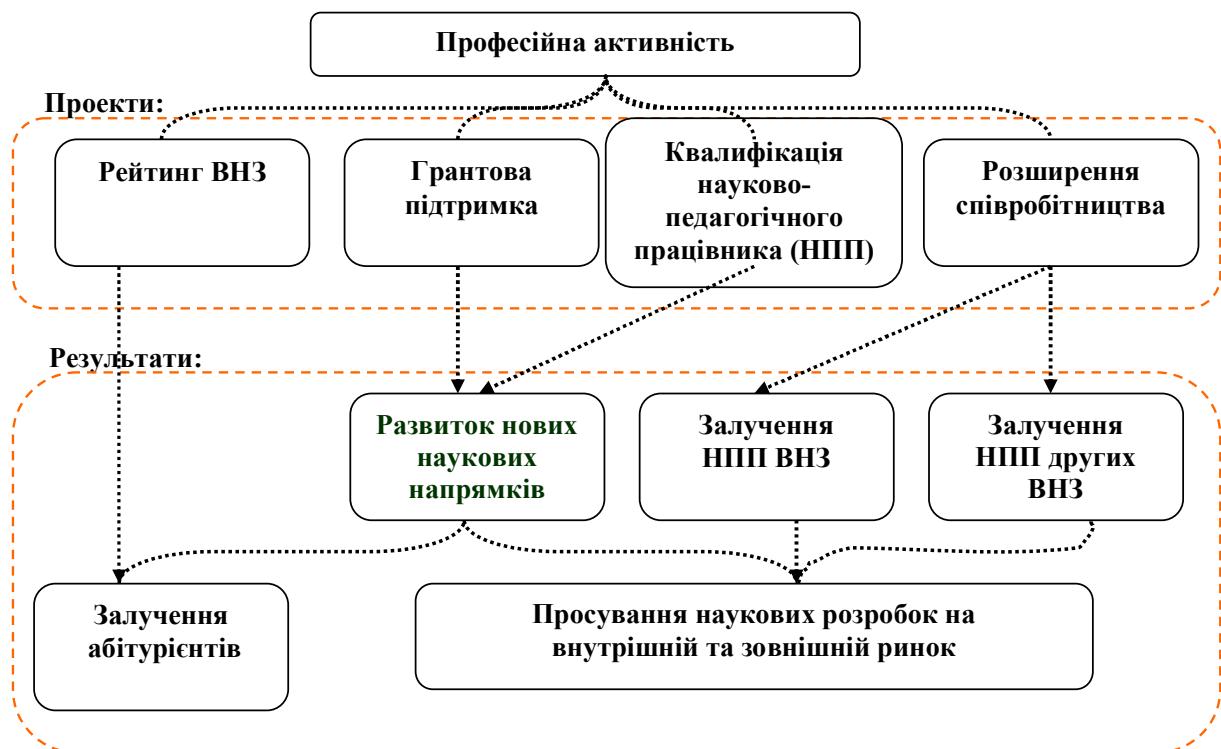 Професійна активність
Проекти:
Рейтинг ВНЗ
Грантова
підтримка
Квалифікація
науково-
педагогічного
працівника (НПП)
Розширення
співробітництва
Результати:
Развиток нових
наукових
напрямків
Залучення
НПП ВНЗ
Залучення
НПП других
ВНЗ
Залучення
абітурієнтів
Просування наукових розробок на
внутрішній та зовнішній ринок